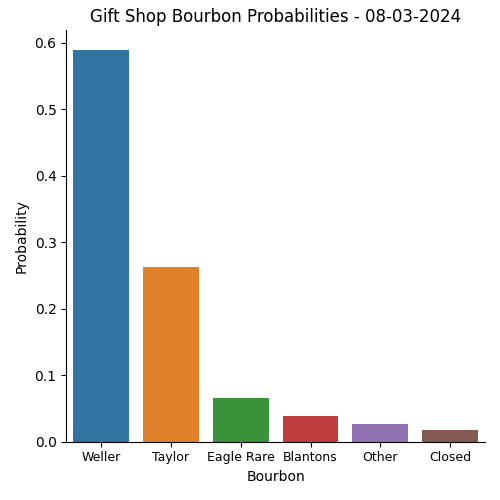 Gift Shop Bourbon Probabilities - 08-03-2024
Probability
0.6
0.5
0.4
0.3
0.2
0.1
0.0
Weller Taylor Eagle Rare Blantons Other Closed
Bourbon